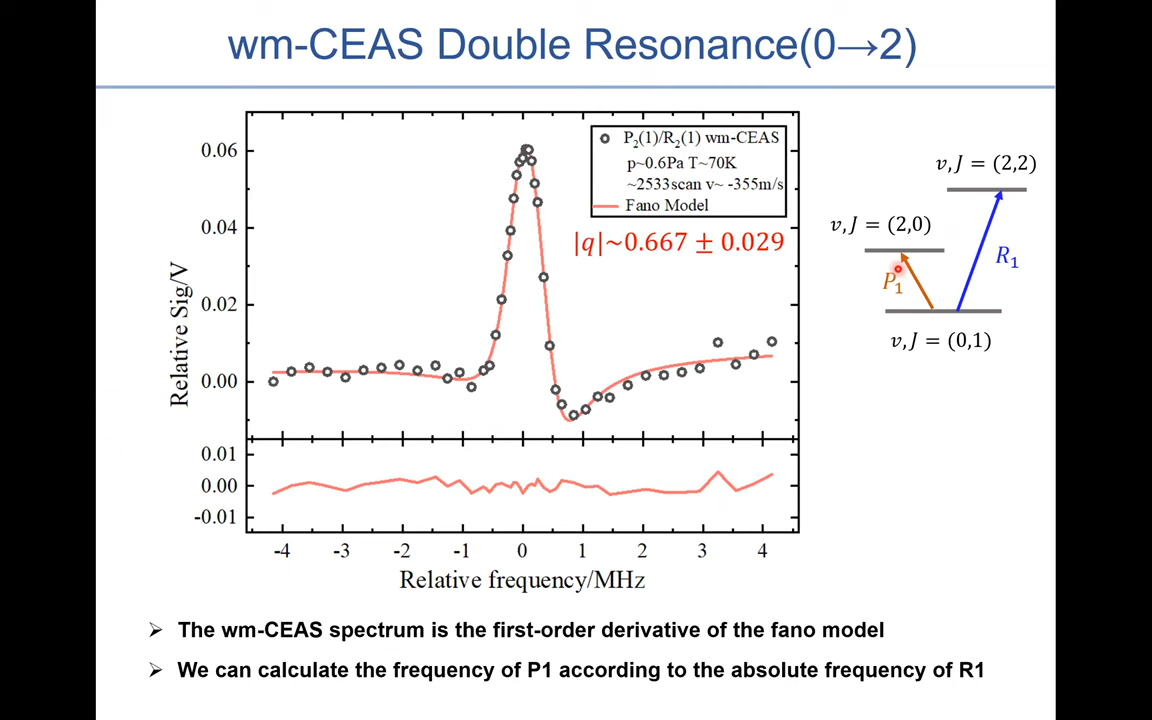 wm-CEAS Double Resonance(0→2)
P₂(1)/R₂(1) wm-CEAS
p~0.6Pa T~70K
~2533scan v~ -355m/s
Fano Model
|q|~0.667 ± 0.029
0.06
0.04
0.02
0.00
Relative Sig/V
0.01
0.00
-0.01
-4 -3 -2 -1 0 1 2 3 4
Relative frequency/MHz
v,J = (2,2)
v,J = (2,0)
R₁
P₁
v,J = (0,1)
➢ The wm-CEAS spectrum is the first-order derivative of the fano model
➢ We can calculate the frequency of P1 according to the absolute frequency of R1